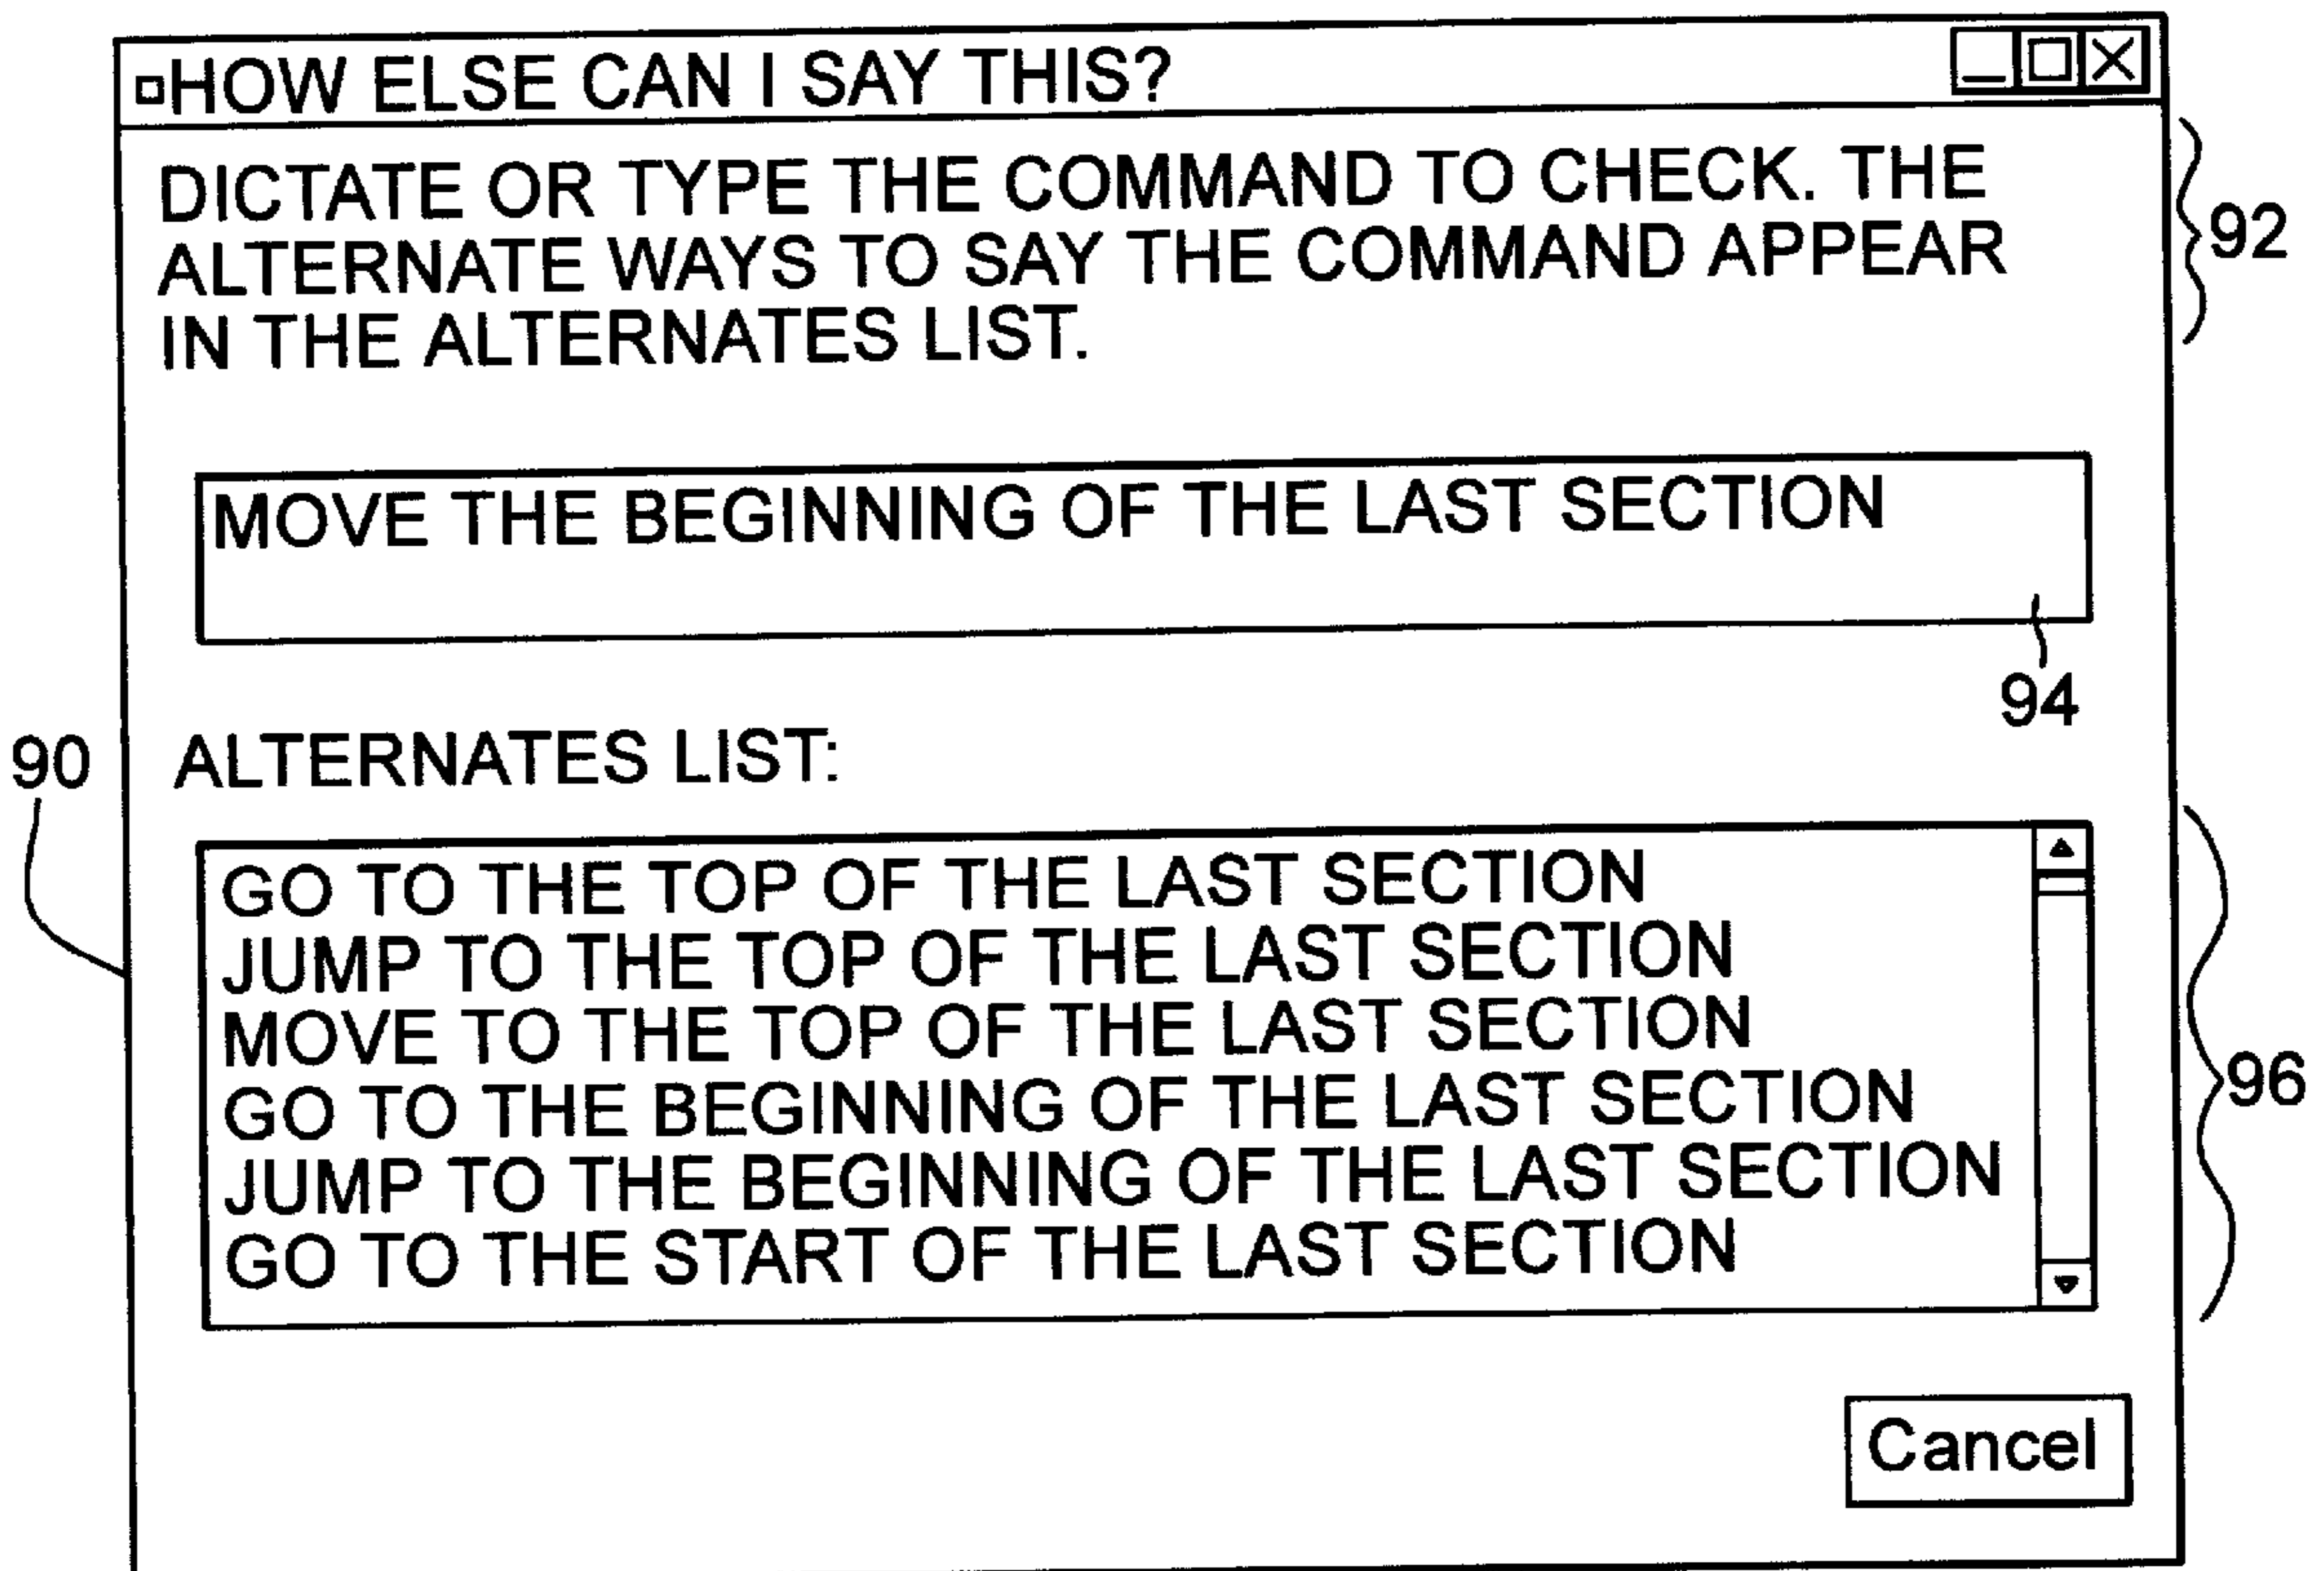 HOW ELSE CAN I SAY THIS?
DICTATE OR TYPE THE COMMAND TO CHECK. THE
ALTERNATE WAYS TO SAY THE COMMAND APPEAR
IN THE ALTERNATES LIST.
92
MOVE THE BEGINNING OF THE LAST SECTION
94
90
ALTERNATES LIST:
GO TO THE TOP OF THE LAST SECTION
JUMP TO THE TOP OF THE LAST SECTION
MOVE TO THE TOP OF THE LAST SECTION
GO TO THE BEGINNING OF THE LAST SECTION
JUMP TO THE BEGINNING OF THE LAST SECTION
GO TO THE START OF THE LAST SECTION
96
Cancel